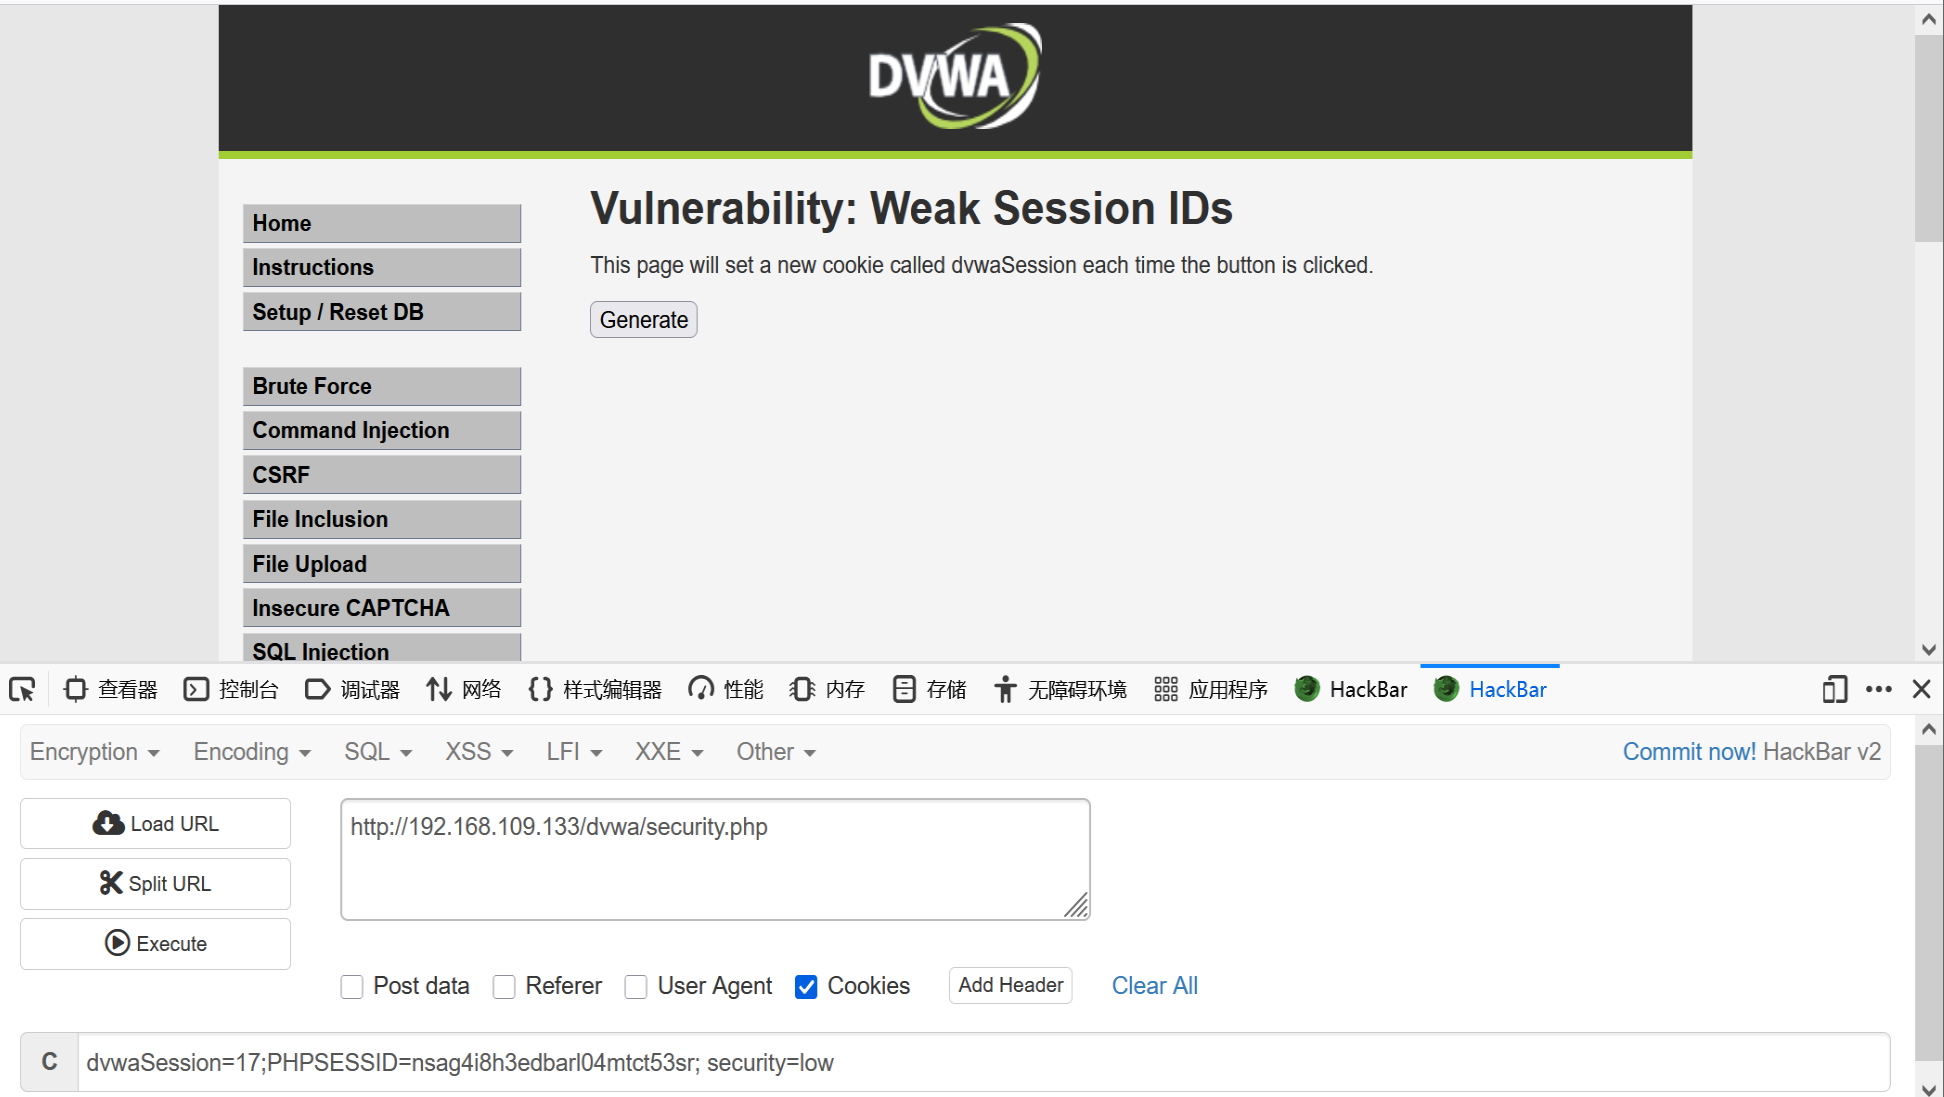 DVWA
Home
Instructions
Setup / Reset DB
Brute Force
Command Injection
CSRF
File Inclusion
File Upload
Insecure CAPTCHA
SQL Injection
Vulnerability: Weak Session IDs
This page will set a new cookie called dvwaSession each time the button is clicked.
Generate
查看器 控制台 调试器 网络 样式编辑器 性能 内存 存储 无障碍环境 应用程序 HackBar HackBar
Encryption Encoding SQL XSS LFI XXE Other Commit now! HackBar v2
Load URL
Split URL
Execute
http://192.168.109.133/dvwa/security.php
Post data Referer User Agent Cookies Add Header Clear All
C dvwaSession=17;PHPSESSID=nsag4i8h3edbarl04mtct53sr; security=low